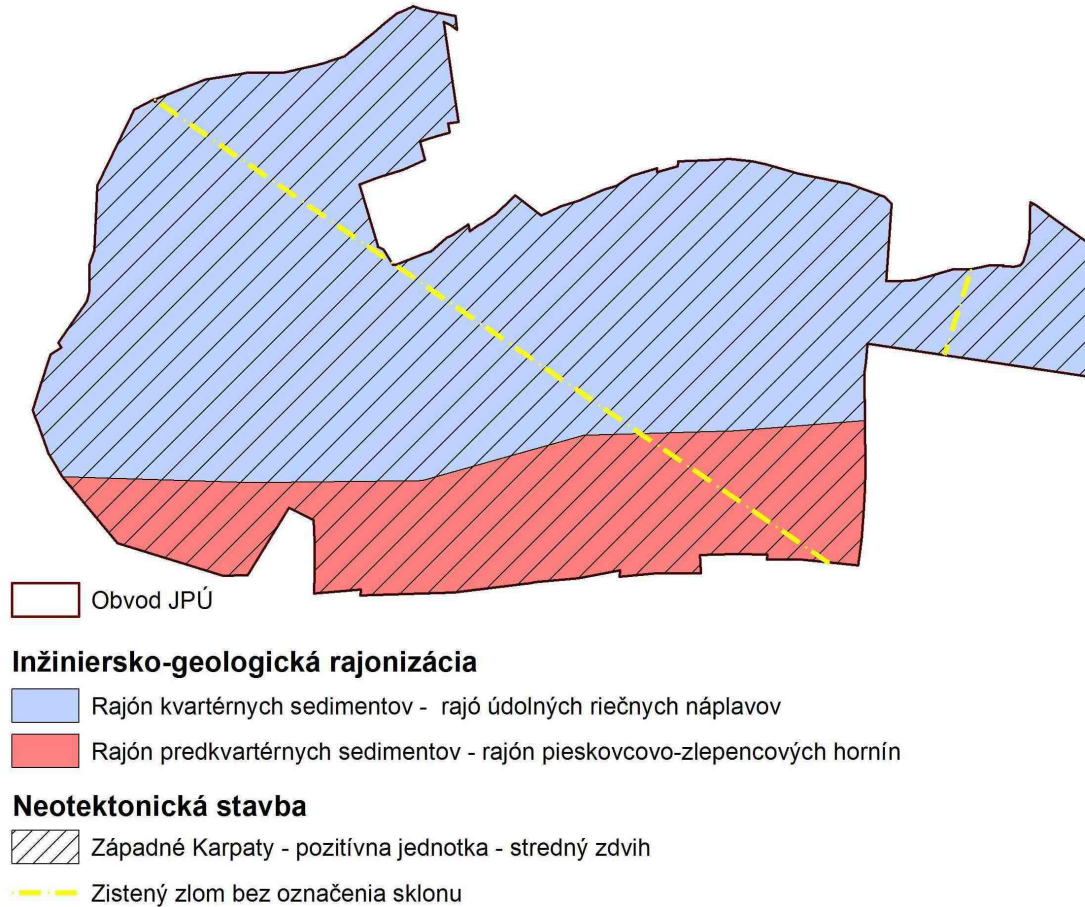 Obvod JPÚ
Inžiniersko-geologická rajonizácia
Rajón kvartérnych sedimentov - rajó údolných riečnych náplavov
Rajón predkvartérnych sedimentov - rajón pieskovcovo-zlepencových hornín
Neotektonická stavba
Západné Karpaty - pozitívna jednotka - stredný zdvih
Zistený zlom bez označenia sklonu